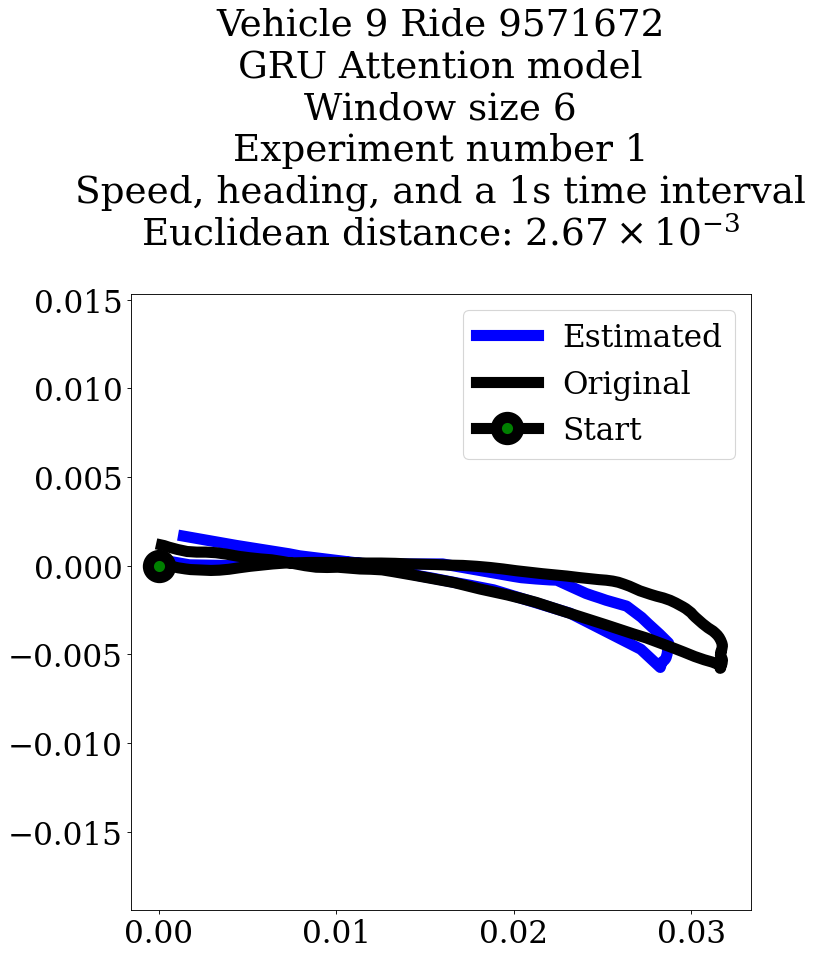 Vehicle 9 Ride 9571672
GRU Attention model
Window size 6
Experiment number 1
Speed, heading, and a 1s time interval
Euclidean distance: 2.67 × 10⁻³
Estimated
Original
Start
0.015
0.010
0.005
0.000
−0.005
−0.010
−0.015
0.00 0.01 0.02 0.03